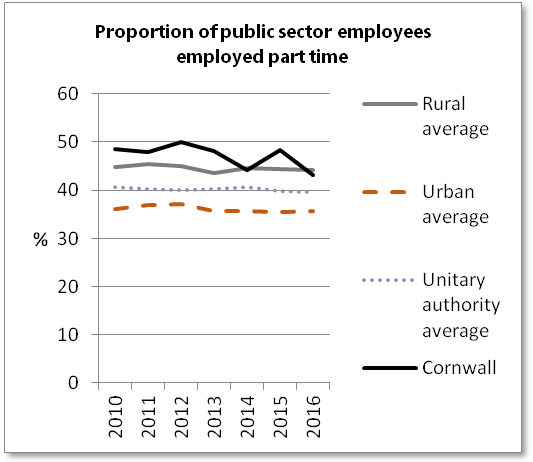 Proportion of public sector employees
employed part time
60
50
40
30
20
10
0
%
2010
2011
2012
2013
2014
2015
2016
Rural
average
Urban
average
Unitary
authority
average
Cornwall